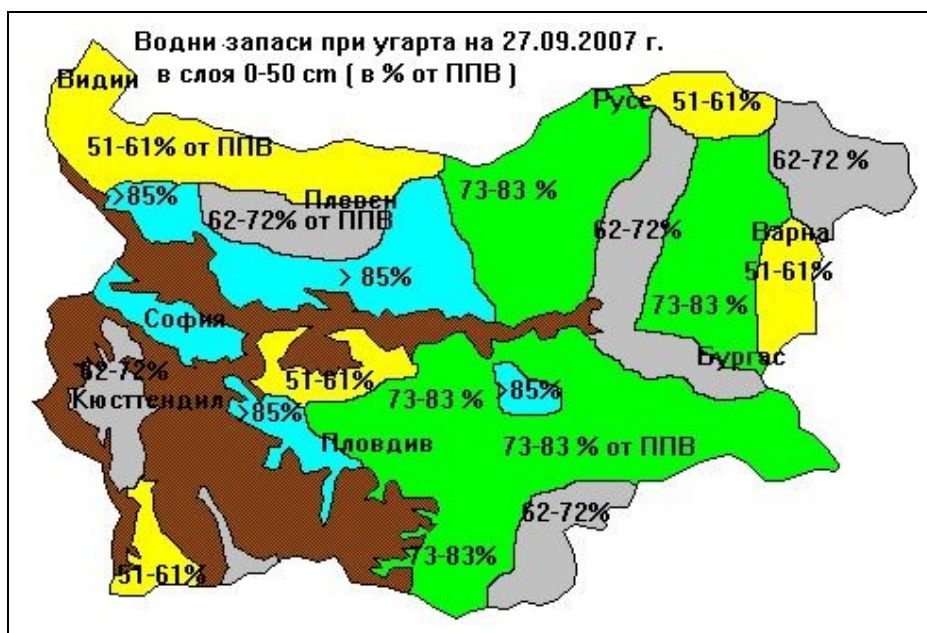 Водни запаси при угарта на 27.09.2007 г.
в слоя 0-50 cm ( в % от ППВ )
Видин
Русе
51-61%
51-61% от ППВ
62-72 %
>85%
Плевен
73-83 %
62-72% от ППВ
62-72%
Варна
51-61%
> 85%
73-83 %
София
Бургас
62-72%
51-61%
>85%
Кюсттендил
73-83 %
>85%
Пловдив
73-83 % от ППВ
62-72%
73-83%
51-61%